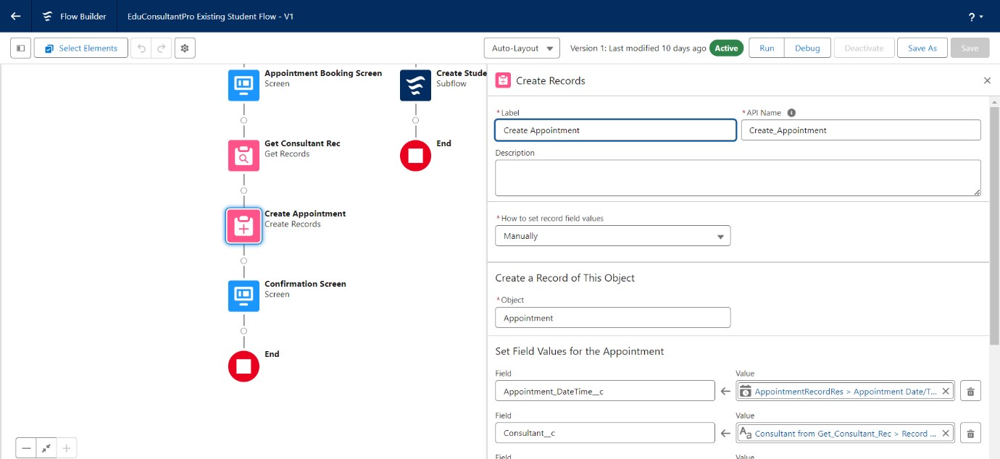 Flow Builder
EduConsultantPro Existing Student Flow - V1
?
Select Elements
Auto-Layout
Version 1: Last modified 10 days ago
Active
Run
Debug
Deactivate
Save As
Save
Appointment Booking Screen
Screen
Create Stude
Subflow
Get Consultant Rec
Get Records
End
Create Appointment
Create Records
Confirmation Screen
Screen
End
Create Records
*Label
Create Appointment
*API Name
Create_Appointment
Description
*How to set record field values
Manually
Create a Record of This Object
*Object
Appointment
Set Field Values for the Appointment
Field
Value
Appointment_DateTime__c
AppointmentRecordRes > Appointment Date/T...
Field
Value
Consultant__c
Aa Consultant from Get_Consultant_Rec > Record ...
Field
Value